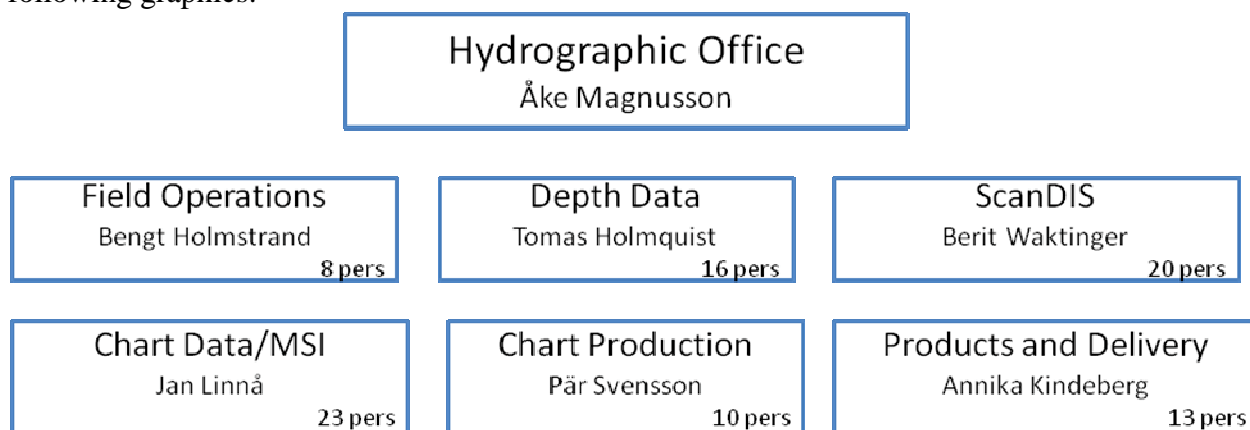 following graphics.
Hydrographic Office
Åke Magnusson
Field Operations
Bengt Holmstrand
8 pers
Depth Data
Tomas Holmquist
16 pers
ScanDIS
Berit Waktinger
20 pers
Chart Data/MSI
Jan Linnå
23 pers
Chart Production
Pär Svensson
10 pers
Products and Delivery
Annika Kindeberg
13 pers